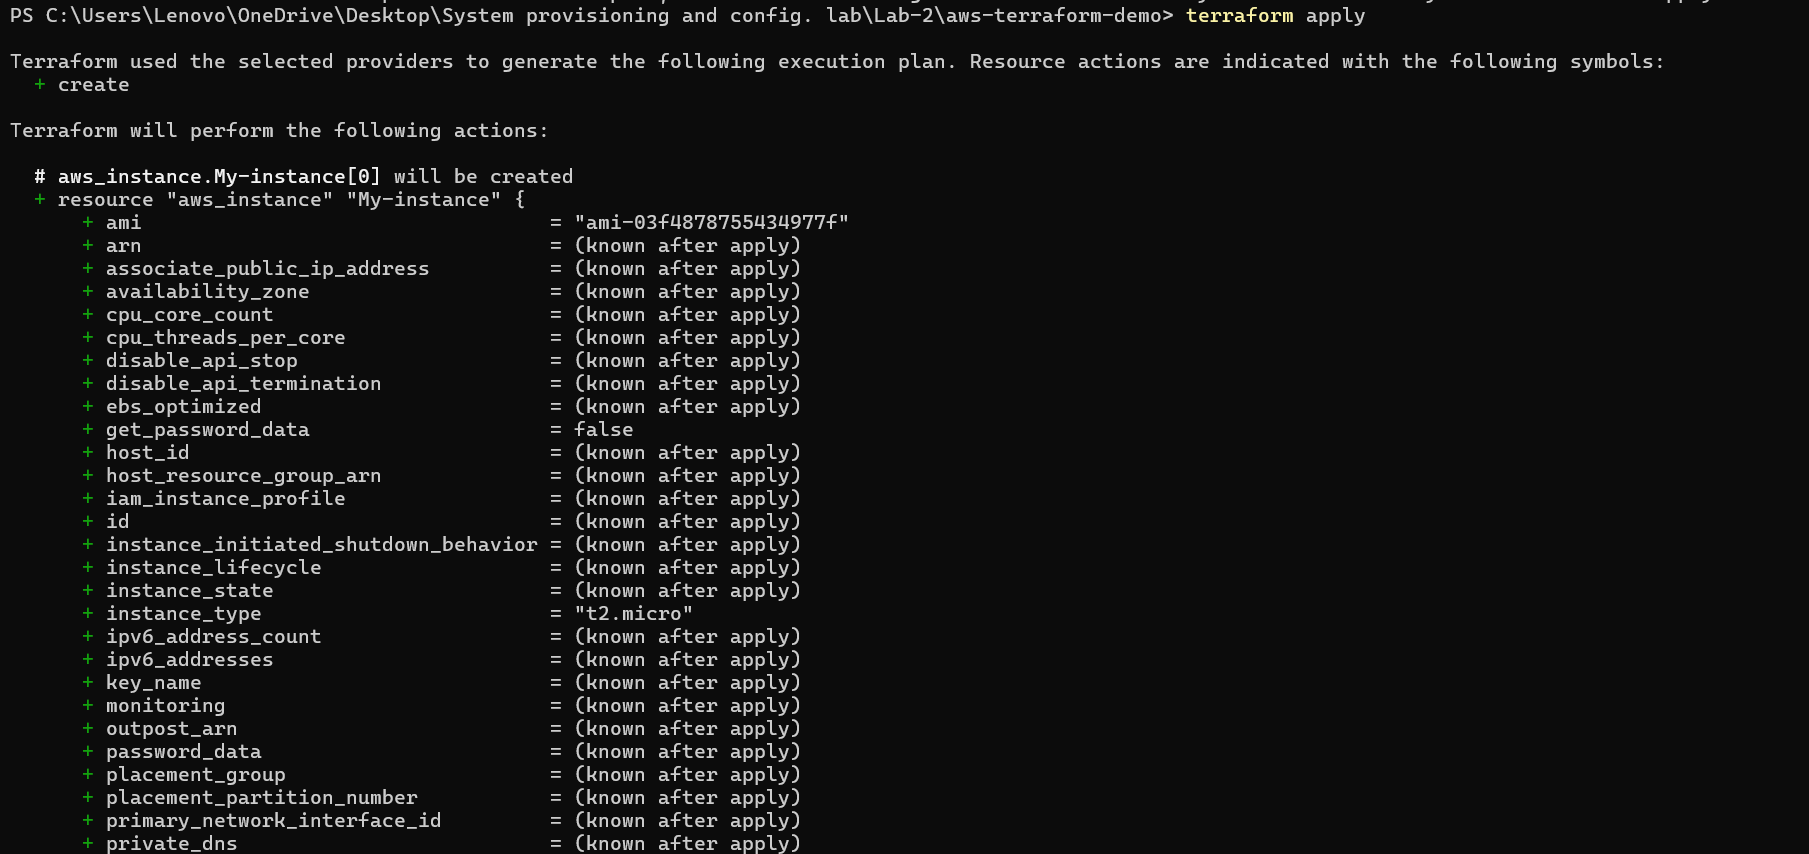 PS C:\Users\Lenovo\OneDrive\Desktop\System provisioning and config. lab\Lab-2\aws-terraform-demo> terraform apply
Terraform used the selected providers to generate the following execution plan. Resource actions are indicated with the following symbols:
+ create
Terraform will perform the following actions:
# aws_instance.My-instance[0] will be created
+ resource "aws_instance" "My-instance" {
+ ami = "ami-03f4878755434977f"
+ arn = (known after apply)
+ associate_public_ip_address = (known after apply)
+ availability_zone = (known after apply)
+ cpu_core_count = (known after apply)
+ cpu_threads_per_core = (known after apply)
+ disable_api_stop = (known after apply)
+ disable_api_termination = (known after apply)
+ ebs_optimized = (known after apply)
+ get_password_data = false
+ host_id = (known after apply)
+ host_resource_group_arn = (known after apply)
+ iam_instance_profile = (known after apply)
+ id = (known after apply)
+ instance_initiated_shutdown_behavior = (known after apply)
+ instance_lifecycle = (known after apply)
+ instance_state = (known after apply)
+ instance_type = "t2.micro"
+ ipv6_address_count = (known after apply)
+ ipv6_addresses = (known after apply)
+ key_name = (known after apply)
+ monitoring = (known after apply)
+ outpost_arn = (known after apply)
+ password_data = (known after apply)
+ placement_group = (known after apply)
+ placement_partition_number = (known after apply)
+ primary_network_interface_id = (known after apply)
+ private_dns = (known after apply)